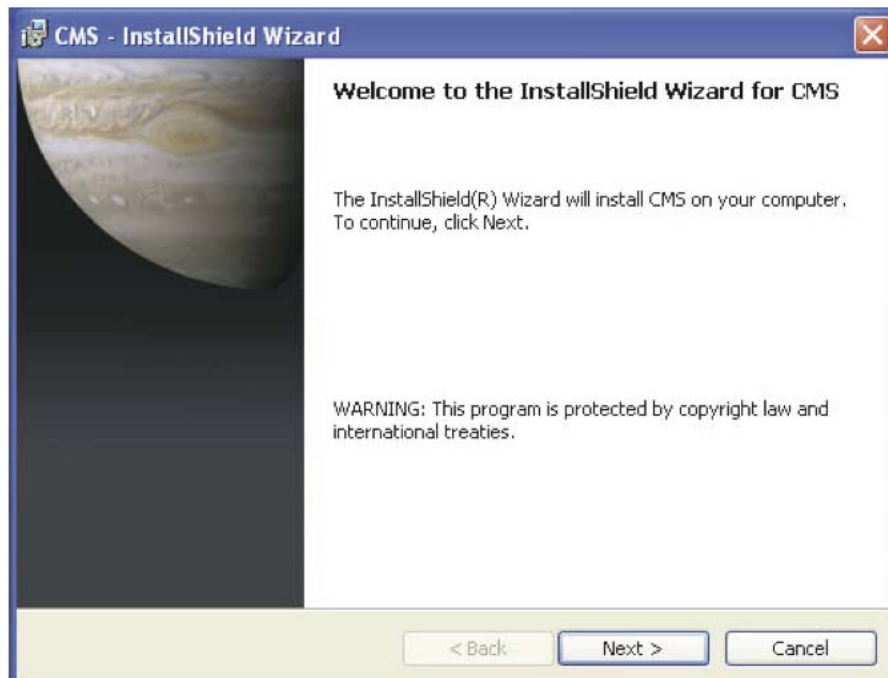 CMS - InstallShield Wizard
Welcome to the InstallShield Wizard for CMS
The InstallShield(R) Wizard will install CMS on your computer.
To continue, click Next.
WARNING: This program is protected by copyright law and
international treaties.
< Back
Next >
Cancel